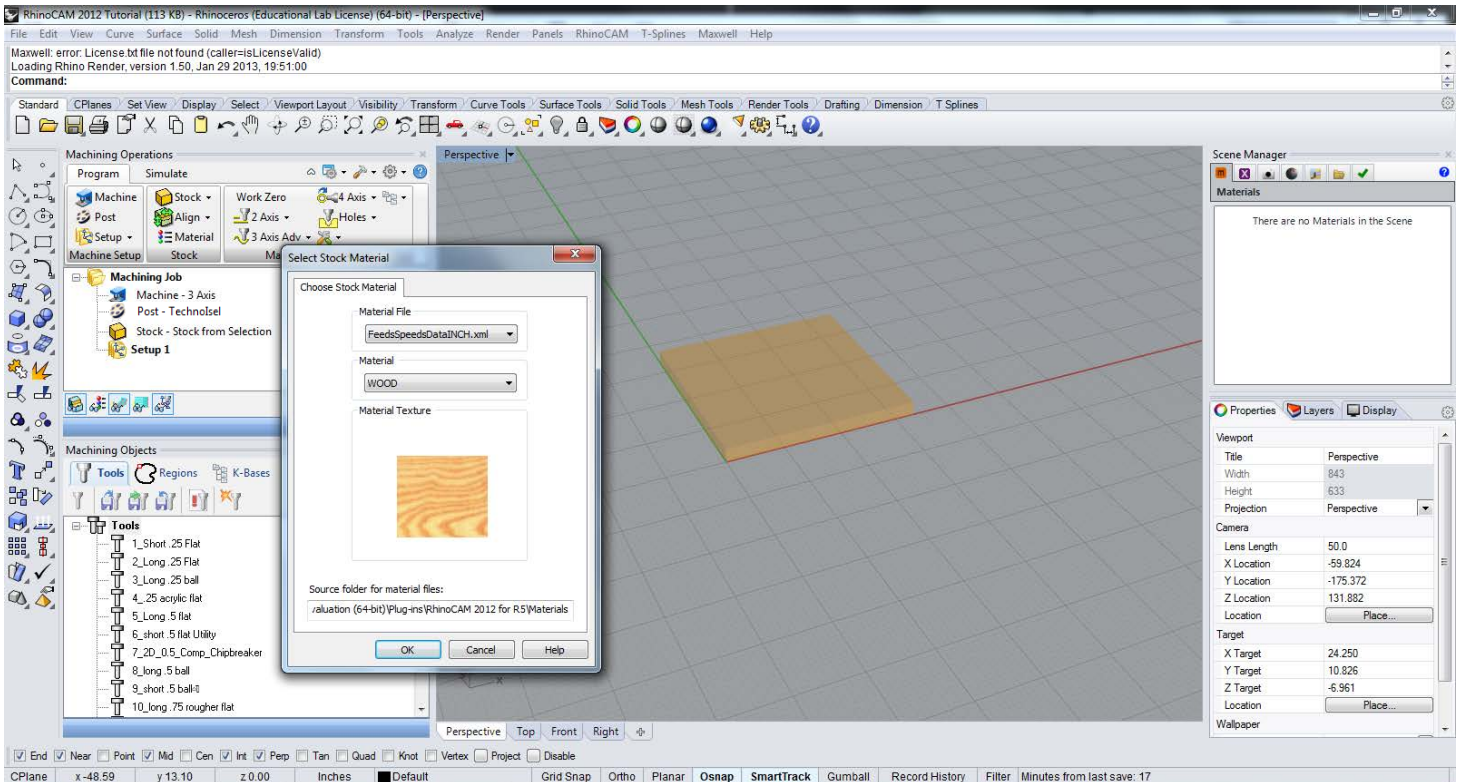 RhinoCAM 2012 Tutorial (113 KB) - Rhinoceros (Educational Lab License) (64-bit) - [Perspective]
File Edit View Curve Surface Solid Mesh Dimension Transform Tools Analyze Render Panels RhinoCAM T-Splines Maxwell Help
Maxwell: error: License.txt file not found (caller=isLicenseValid)
Loading Rhino Render, version 1.50, Jan 29 2013, 19:51:00
Command:
Standard CPlanes Set View Display Select Viewport Layout Visibility Transform Curve Tools Surface Tools Solid Tools Mesh Tools Render Tools Drafting Dimension T Splines
Machining Operations
Program Simulate
Machine Stock Work Zero 4 Axis
Post Align 2 Axis Holes
Setup Material 3 Axis Adv
Machine Setup Stock Ma
Machining Job
Machine - 3 Axis
Post - TechnoIsel
Stock - Stock from Selection
Setup 1
Machining Objects
Tools Regions K-Bases
Tools
1_Short .25 Flat
2_Long .25 Flat
3_Long .25 ball
4_.25 acrylic flat
5_Long .5 flat
6_short .5 flat Utility
7_2D_0.5_Comp_Chipbreaker
8_long .5 ball
9_short .5 ball
10_long .75 rougher flat
Select Stock Material
Choose Stock Material
Material File
FeedsSpeedsDataINCH.xml
Material
WOOD
Material Texture
Source folder for material files:
/aluation (64-bit)\Plug-ins\RhinoCAM 2012 for R5\Materials
OK Cancel Help
Perspective
x
Perspective Top Front Right
Scene Manager
Materials
There are no Materials in the Scene
Properties Layers Display
Viewport
Title Perspective
Width 843
Height 633
Projection Perspective
Camera
Lens Length 50.0
X Location -59.824
Y Location -175.372
Z Location 131.882
Location Place...
Target
X Target 24.250
Y Target 10.826
Z Target -6.961
Location Place...
Wallpaper
End Near Point Mid Cen Int Perp Tan Quad Knot Vertex Project Disable
CPlane x -48.59 y 13.10 z 0.00 Inches Default Grid Snap Ortho Planar Osnap SmartTrack Gumball Record History Filter Minutes from last save: 17